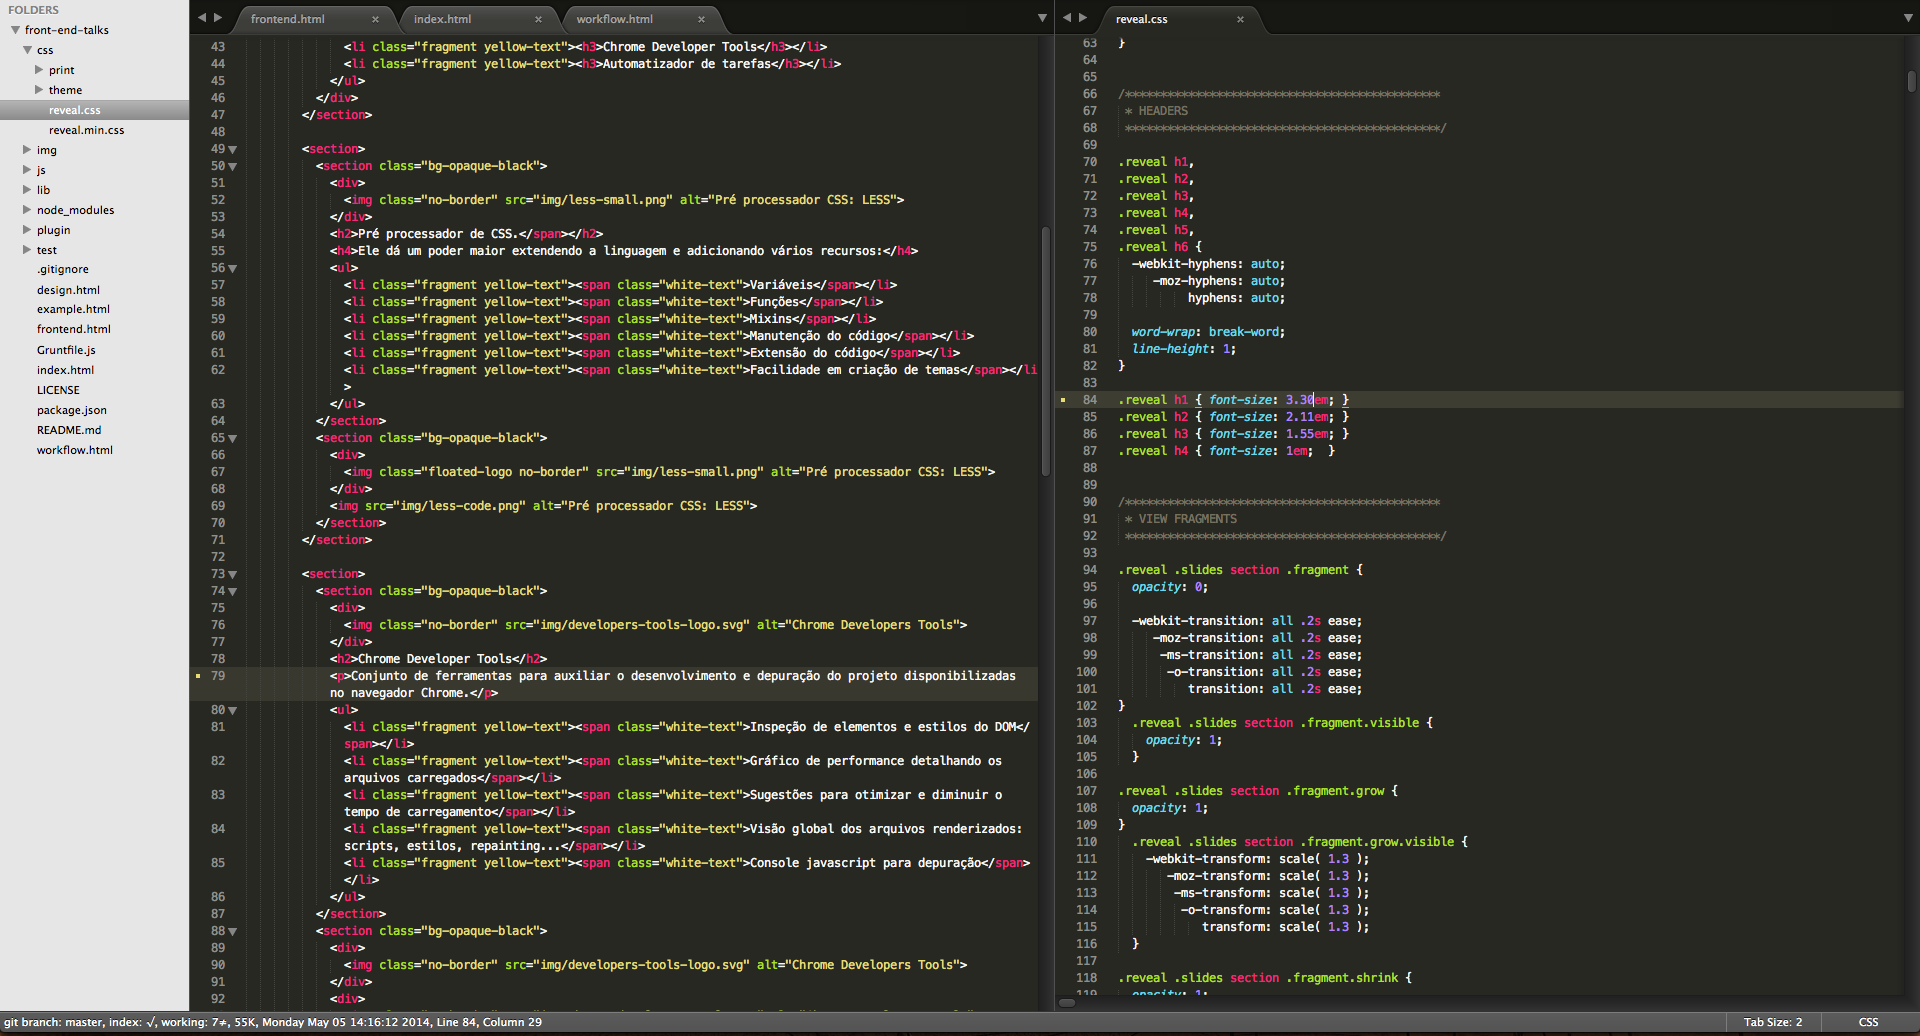 FOLDERS
front-end-talks
css
print
theme
reveal.css
reveal.min.css
img
js
lib
node_modules
plugin
test
.gitignore
design.html
example.html
frontend.html
Gruntfile.js
index.html
LICENSE
package.json
README.md
workflow.html
frontend.html × index.html × workflow.html ×
43 <li class="fragment yellow-text"><h3>Chrome Developer Tools</h3></li>
44 <li class="fragment yellow-text"><h3>Automatizador de tarefas</h3></li>
45 </ul>
46 </div>
47 </section>
48
49 <section>
50 <section class="bg-opaque-black">
51 <div>
52 <img class="no-border" src="img/less-small.png" alt="Pré processador CSS: LESS">
53 </div>
54 <h2>Pré processador de CSS.</span></h2>
55 <h4>Ele dá um poder maior extendendo a linguagem e adicionando vários recursos:</h4>
56 <ul>
57 <li class="fragment yellow-text"><span class="white-text">Variáveis</span></li>
58 <li class="fragment yellow-text"><span class="white-text">Funções</span></li>
59 <li class="fragment yellow-text"><span class="white-text">Mixins</span></li>
60 <li class="fragment yellow-text"><span class="white-text">Manutenção do código</span></li>
61 <li class="fragment yellow-text"><span class="white-text">Extensão do código</span></li>
62 <li class="fragment yellow-text"><span class="white-text">Facilidade em criação de temas</span></li
>
63 </ul>
64 </section>
65 <section class="bg-opaque-black">
66 <div>
67 <img class="floated-logo no-border" src="img/less-small.png" alt="Pré processador CSS: LESS">
68 </div>
69 <img src="img/less-code.png" alt="Pré processador CSS: LESS">
70 </section>
71 </section>
72
73 <section>
74 <section class="bg-opaque-black">
75 <div>
76 <img class="no-border" src="img/developers-tools-logo.svg" alt="Chrome Developers Tools">
77 </div>
78 <h2>Chrome Developer Tools</h2>
79 <p>Conjunto de ferramentas para auxiliar o desenvolvimento e depuração do projeto disponibilizadas
no navegador Chrome.</p>
80 <ul>
81 <li class="fragment yellow-text"><span class="white-text">Inspeção de elementos e estilos do DOM</
span></li>
82 <li class="fragment yellow-text"><span class="white-text">Gráfico de performance detalhando os
arquivos carregados</span></li>
83 <li class="fragment yellow-text"><span class="white-text">Sugestões para otimizar e diminuir o
tempo de carregamento</span></li>
84 <li class="fragment yellow-text"><span class="white-text">Visão global dos arquivos renderizados:
scripts, estilos, repainting...</span></li>
85 <li class="fragment yellow-text"><span class="white-text">Console javascript para depuração</span>
</li>
86 </ul>
87 </section>
88 <section class="bg-opaque-black">
89 <div>
90 <img class="no-border" src="img/developers-tools-logo.svg" alt="Chrome Developers Tools">
91 </div>
92 <div>
reveal.css ×
63 }
64
65
66 /*********************************************
67 * HEADERS
68 *********************************************/
69
70 .reveal h1,
71 .reveal h2,
72 .reveal h3,
73 .reveal h4,
74 .reveal h5,
75 .reveal h6 {
76 -webkit-hyphens: auto;
77 -moz-hyphens: auto;
78 hyphens: auto;
79
80 word-wrap: break-word;
81 line-height: 1;
82 }
83
84 .reveal h1 { font-size: 3.30em; }
85 .reveal h2 { font-size: 2.11em; }
86 .reveal h3 { font-size: 1.55em; }
87 .reveal h4 { font-size: 1em; }
88
89
90 /*********************************************
91 * VIEW FRAGMENTS
92 *********************************************/
93
94 .reveal .slides section .fragment {
95 opacity: 0;
96
97 -webkit-transition: all .2s ease;
98 -moz-transition: all .2s ease;
99 -ms-transition: all .2s ease;
100 -o-transition: all .2s ease;
101 transition: all .2s ease;
102 }
103 .reveal .slides section .fragment.visible {
104 opacity: 1;
105 }
106
107 .reveal .slides section .fragment.grow {
108 opacity: 1;
109 }
110 .reveal .slides section .fragment.grow.visible {
111 -webkit-transform: scale( 1.3 );
112 -moz-transform: scale( 1.3 );
113 -ms-transform: scale( 1.3 );
114 -o-transform: scale( 1.3 );
115 transform: scale( 1.3 );
116 }
117
118 .reveal .slides section .fragment.shrink {
119 opacity: 1;
git branch: master, index: √, working: 7≠, 55K, Monday May 05 14:16:12 2014, Line 84, Column 29
Tab Size: 2 CSS